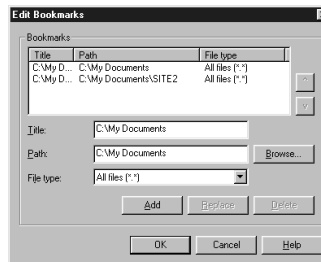 Edit Bookmarks
Bookmarks
Title Path File type
C:\My D... C:\My Documents All files (*.*)
C:\My D... C:\My Documents\SITE2 All files (*.*)
Title: C:\My Documents
Path: C:\My Documents Browse...
File type: All files (*.*)
Add Replace Delete
OK Cancel Help